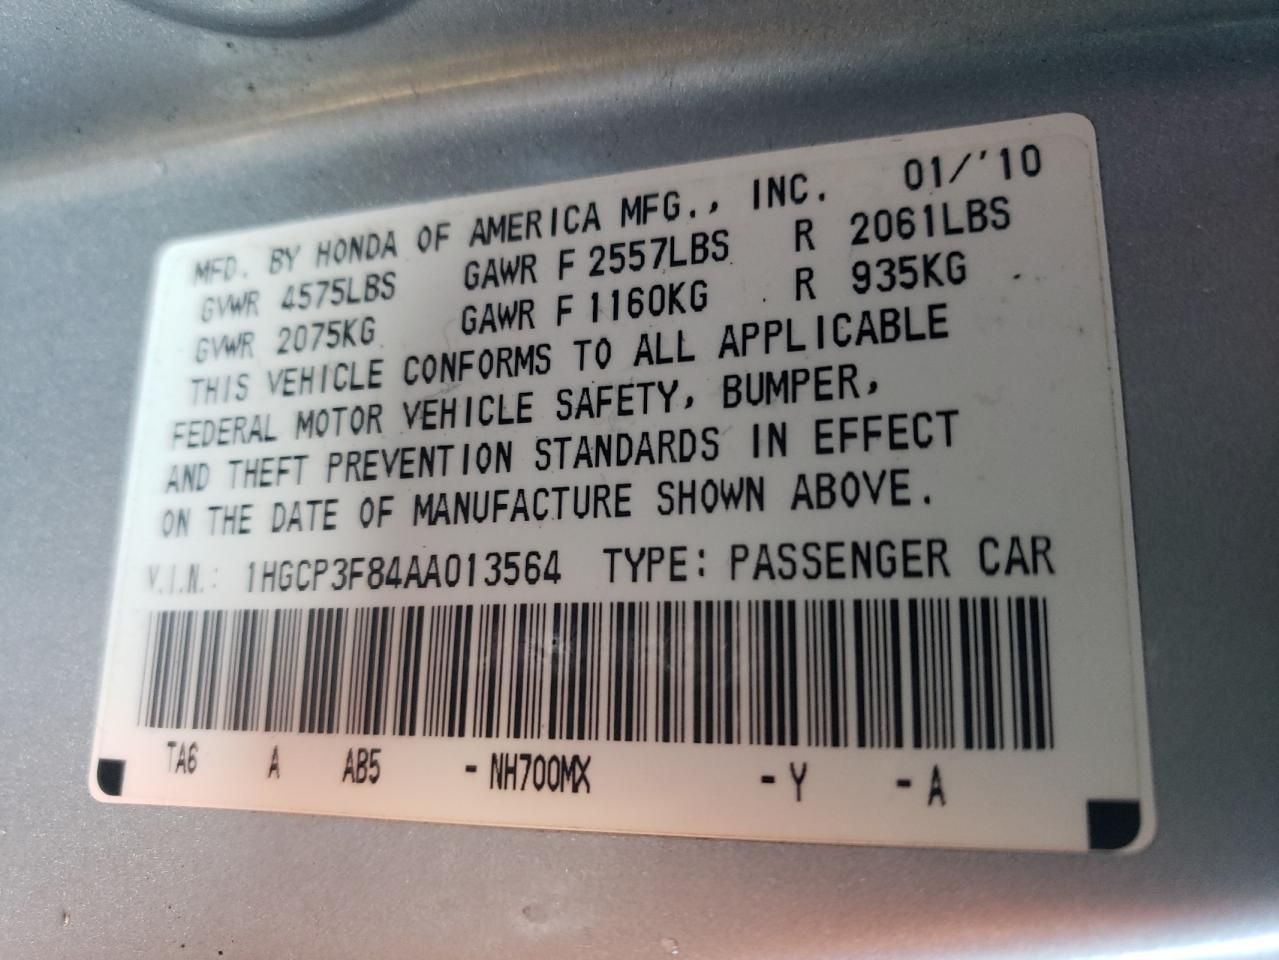 MFD. BY HONDA OF AMERICA MFG., INC. 01/'10
GVWR 4575LBS GAWR F 2557LBS R 2061LBS
GVWR 2075KG GAWR F 1160KG R 935KG
THIS VEHICLE CONFORMS TO ALL APPLICABLE
FEDERAL MOTOR VEHICLE SAFETY, BUMPER,
AND THEFT PREVENTION STANDARDS IN EFFECT
ON THE DATE OF MANUFACTURE SHOWN ABOVE.
V.I.N.: 1HGCP3F84AA013564 TYPE: PASSENGER CAR
TA6 A AB5 - NH700MX - Y - A